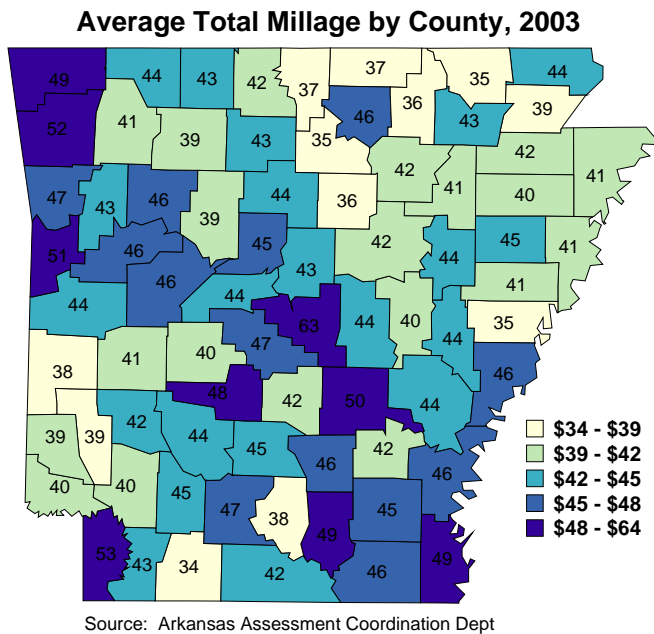 Average Total Millage by County, 2003
49 44 43 42 37 37 35 44
46 36 39
52 41 39 43 35 43
42 42 41
47 43 46 39 44 36 41 40
51 46 45 42 44 45 41
46 43 41
44 44 63 44 40 44 35
38 41 40 47 46
48 42 50 44
39 39 42 44 45 46 42 46
40 40 45 47 38 49 45
53 43 34 42 46 49
$34 - $39
$39 - $42
$42 - $45
$45 - $48
$48 - $64
Source: Arkansas Assessment Coordination Dept